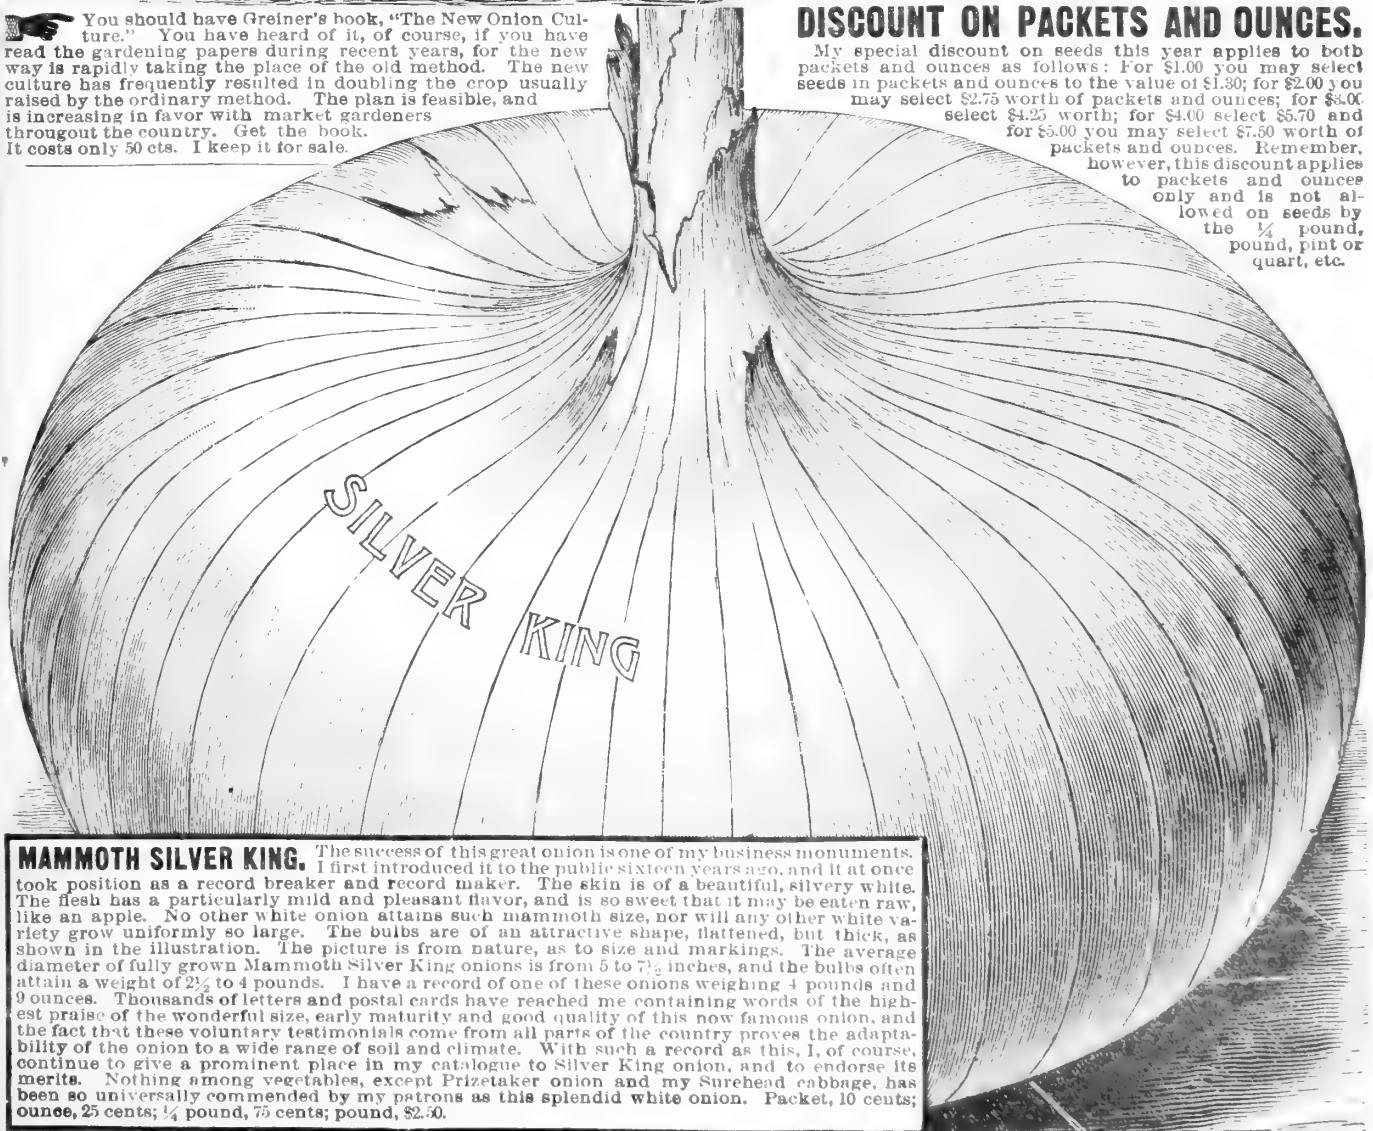 You should have Greiner's book, "The New Onion Cul-
ture." You have heard of it, of course, if you have
read the gardening papers during recent years, for the new
way is rapidly taking the place of the old method. The new
culture has frequently resulted in doubling the crop usually
raised by the ordinary method. The plan is feasible, and
is increasing in favor with market gardeners
througout the country. Get the book.
It costs only 50 cts. I keep it for sale.
DISCOUNT ON PACKETS AND OUNCES.
My special discount on seeds this year applies to both
packets and ounces as follows: For $1.00 you may select
seeds in packets and ounces to the value of $1.30; for $2.00 you
may select $2.75 worth of packets and ounces; for $3.00
select $4.25 worth; for $4.00 select $5.70 and
for $5.00 you may select $7.50 worth of
packets and ounces. Remember,
however, this discount applies
to packets and ounces
only and is not al-
lowed on seeds by
the ¼ pound,
pound, pint or
quart, etc.
SILVER KING
MAMMOTH SILVER KING. The success of this great onion is one of my business monuments.
I first introduced it to the public sixteen years ago, and it at once
took position as a record breaker and record maker. The skin is of a beautiful, silvery white.
The flesh has a particularly mild and pleasant flavor, and is so sweet that it may be eaten raw,
like an apple. No other white onion attains such mammoth size, nor will any other white va-
riety grow uniformly so large. The bulbs are of an attractive shape, flattened, but thick, as
shown in the illustration. The picture is from nature, as to size and markings. The average
diameter of fully grown Mammoth Silver King onions is from 5 to 7½ inches, and the bulbs often
attain a weight of 2½ to 4 pounds. I have a record of one of these onions weighing 4 pounds and
9 ounces. Thousands of letters and postal cards have reached me containing words of the high-
est praise of the wonderful size, early maturity and good quality of this now famous onion, and
the fact that these voluntary testimonials come from all parts of the country proves the adapta-
bility of the onion to a wide range of soil and climate. With such a record as this, I, of course,
continue to give a prominent place in my catalogue to Silver King onion, and to endorse its
merits. Nothing among vegetables, except Prizetaker onion and my Surehead cabbage, has
been so universally commended by my patrons as this splendid white onion. Packet, 10 cents;
ounce, 25 cents; ¼ pound, 75 cents; pound, $2.50.